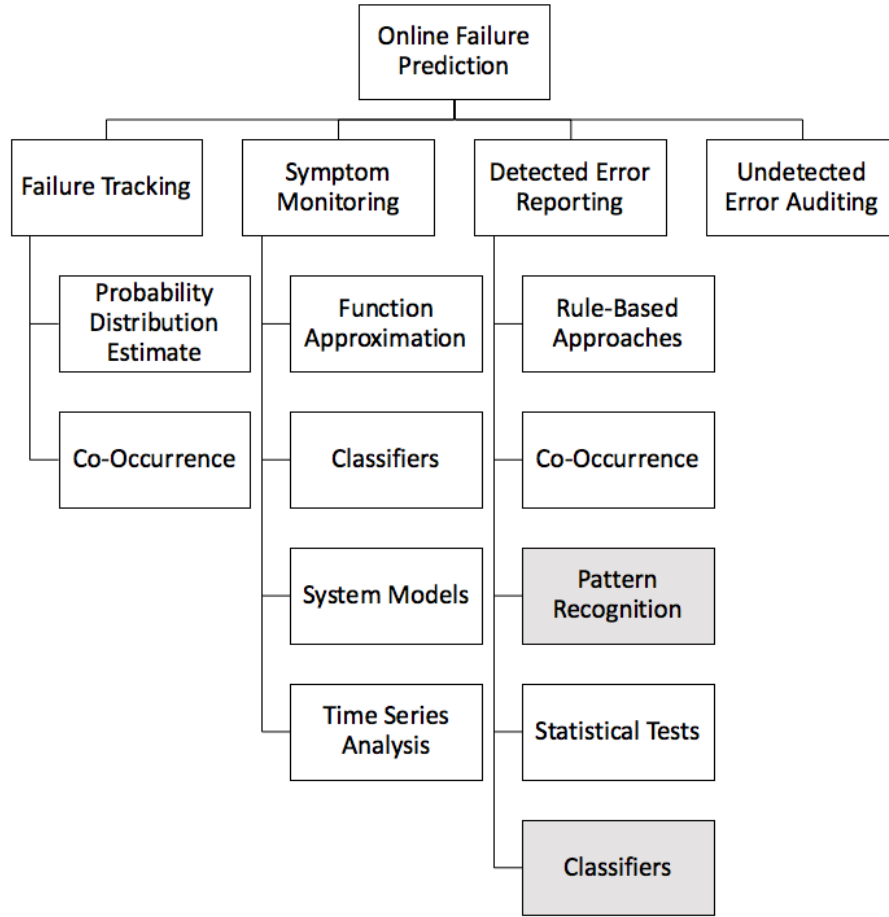 Online Failure
Prediction
Failure Tracking
Symptom
Monitoring
Detected Error
Reporting
Undetected
Error Auditing
Probability
Distribution
Estimate
Co-Occurrence
Function
Approximation
Classifiers
System Models
Time Series
Analysis
Rule-Based
Approaches
Co-Occurrence
Pattern
Recognition
Statistical Tests
Classifiers